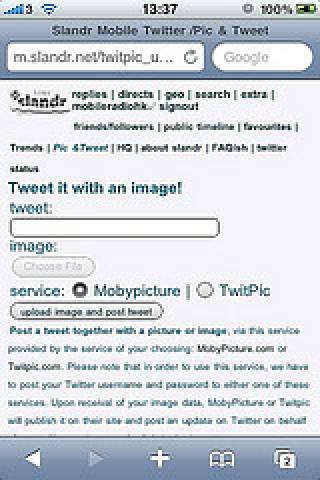 3 13:37 100%
Slandr Mobile Twitter /Pic & Tweet
m.slandr.net/twitpic_u... Google
slandr replies | directs | geo | search | extra |
mobileradiohk signout
friends/followers | public timeline | favourites |
Trends | Pic &Tweet | HQ | about slandr | FAQish | twitter
status
Tweet it with an image!
tweet:
image:
Choose File
service: Mobypicture | TwitPic
upload image and post tweet
Post a tweet together with a picture or image, via this service
provided by the service of your choosing: MobyPicture.com or
Twitpic.com. Please note that in order to use this service, we have
to post your Twitter username and password to either one of these
services. Upon receival of your image data, MobyPicture or Twitpic
will publish it on their site and post an update on Twitter on behalf
2